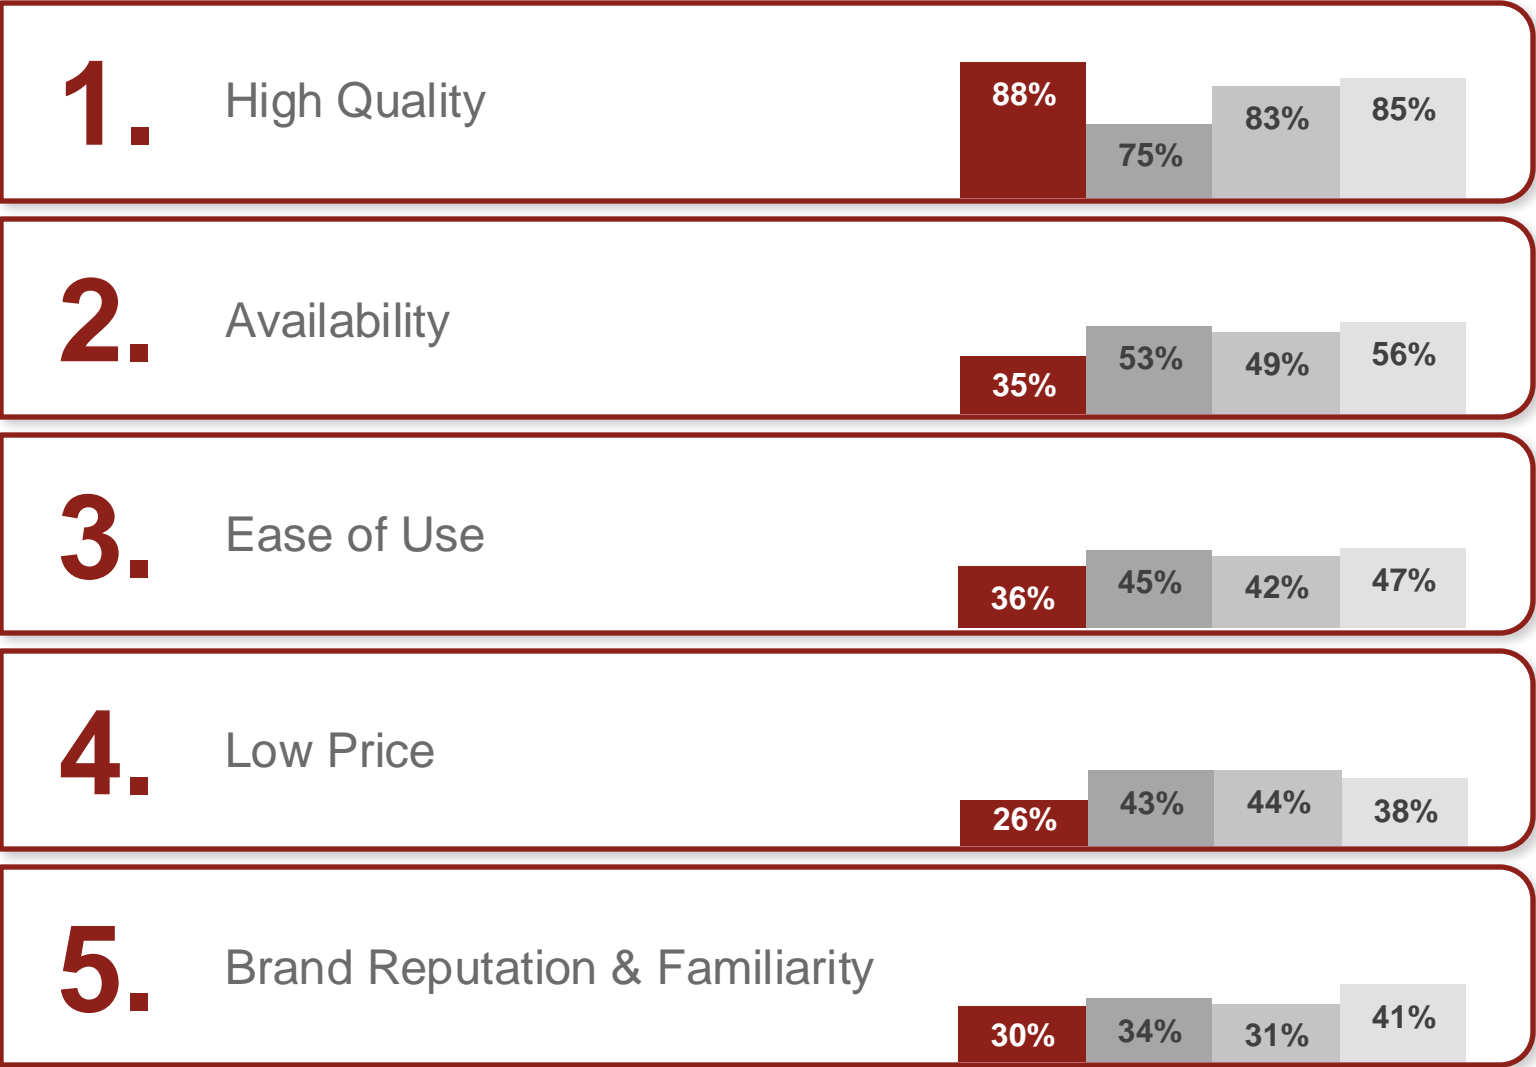 1. High Quality 88% 75% 83% 85%
2. Availability 35% 53% 49% 56%
3. Ease of Use 36% 45% 42% 47%
4. Low Price 26% 43% 44% 38%
5. Brand Reputation & Familiarity 30% 34% 31% 41%